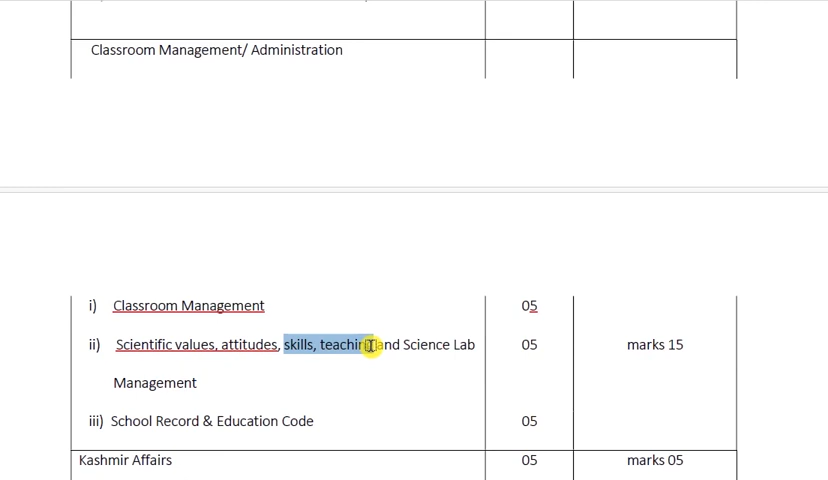 Classroom Management/ Administration
i) Classroom Management 05
ii) Scientific values, attitudes, skills, teaching and Science Lab 05 marks 15
Management
iii) School Record & Education Code 05
Kashmir Affairs 05 marks 05